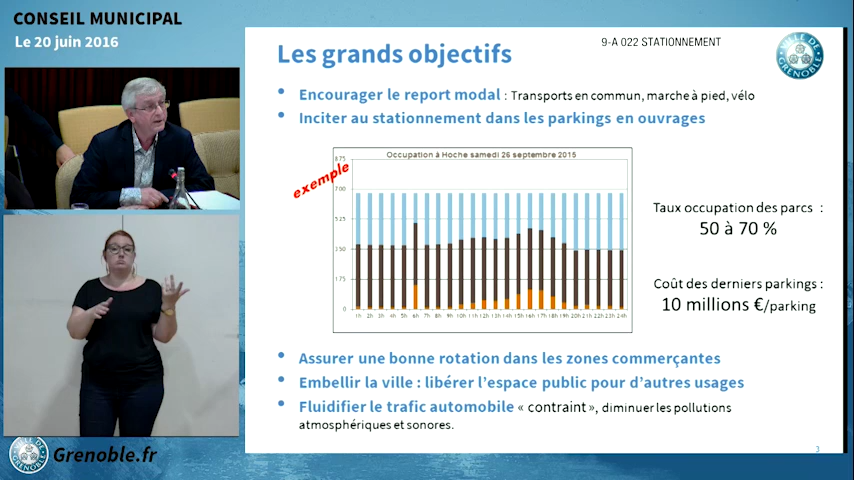 CONSEIL MUNICIPAL
Le 20 juin 2016
9-A 022 STATIONNEMENT
Les grands objectifs
VILLE DE GRENOBLE
• Encourager le report modal : Transports en commun, marche à pied, vélo
• Inciter au stationnement dans les parkings en ouvrages
exemple
Occupation à Hoche samedi 26 septembre 2015
875
700
525
350
175
0
1h 2h 3h 4h 5h 6h 7h 8h 9h 10h 11h 12h 13h 14h 15h 16h 17h 18h 19h 20h 21h 22h 23h 24h
Taux occupation des parcs :
50 à 70 %
Coût des derniers parkings :
10 millions €/parking
• Assurer une bonne rotation dans les zones commerçantes
• Embellir la ville : libérer l'espace public pour d'autres usages
• Fluidifier le trafic automobile « contraint », diminuer les pollutions
atmosphériques et sonores.
3
VILLE DE GRENOBLE
Grenoble.fr